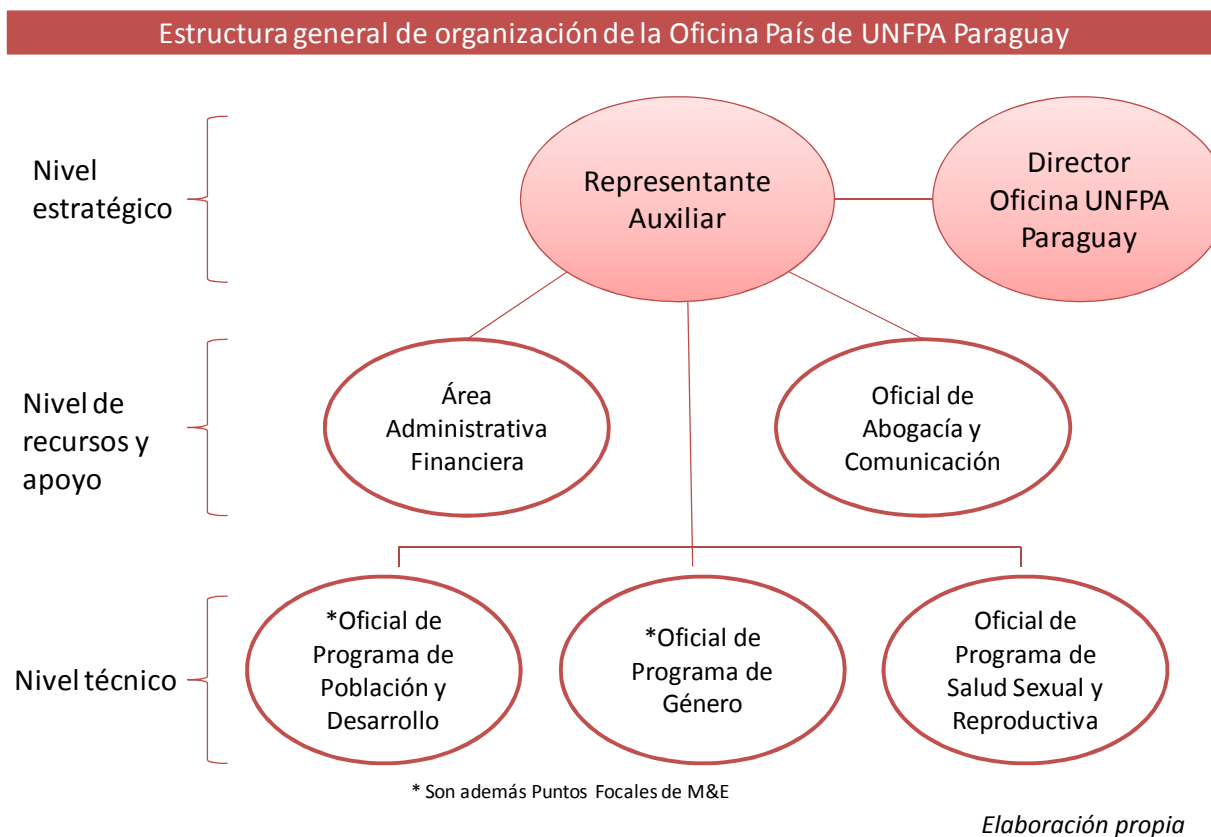 Estructura general de organización de la Oficina País de UNFPA Paraguay
Nivel
estratégico
Representante
Auxiliar
Director
Oficina UNFPA
Paraguay
Nivel de
recursos y
apoyo
Área
Administrativa
Financiera
Oficial de
Abogacía y
Comunicación
Nivel técnico
*Oficial de
Programa de
Población y
Desarrollo
*Oficial de
Programa de
Género
Oficial de
Programa de
Salud Sexual y
Reproductiva
* Son además Puntos Focales de M&E
Elaboración propia